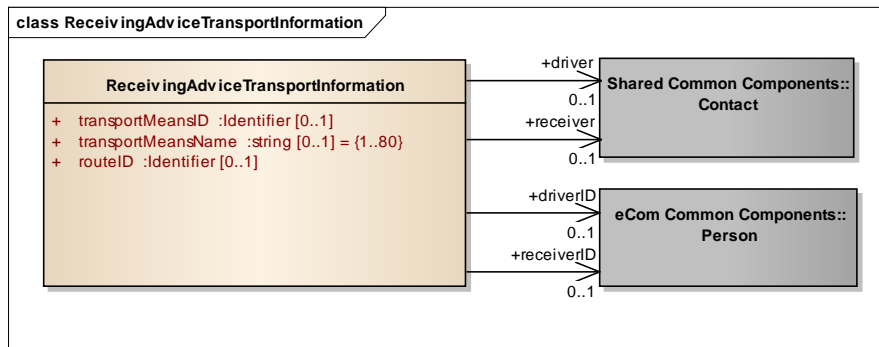 class ReceivingAdviceTransportInformation
ReceivingAdviceTransportInformation
+ transportMeansID :Identifier [0..1]
+ transportMeansName :string [0..1] = {1..80}
+ routeID :Identifier [0..1]
+driver
0..1
+receiver
0..1
Shared Common Components::
Contact
+driverID
0..1
+receiverID
0..1
eCom Common Components::
Person